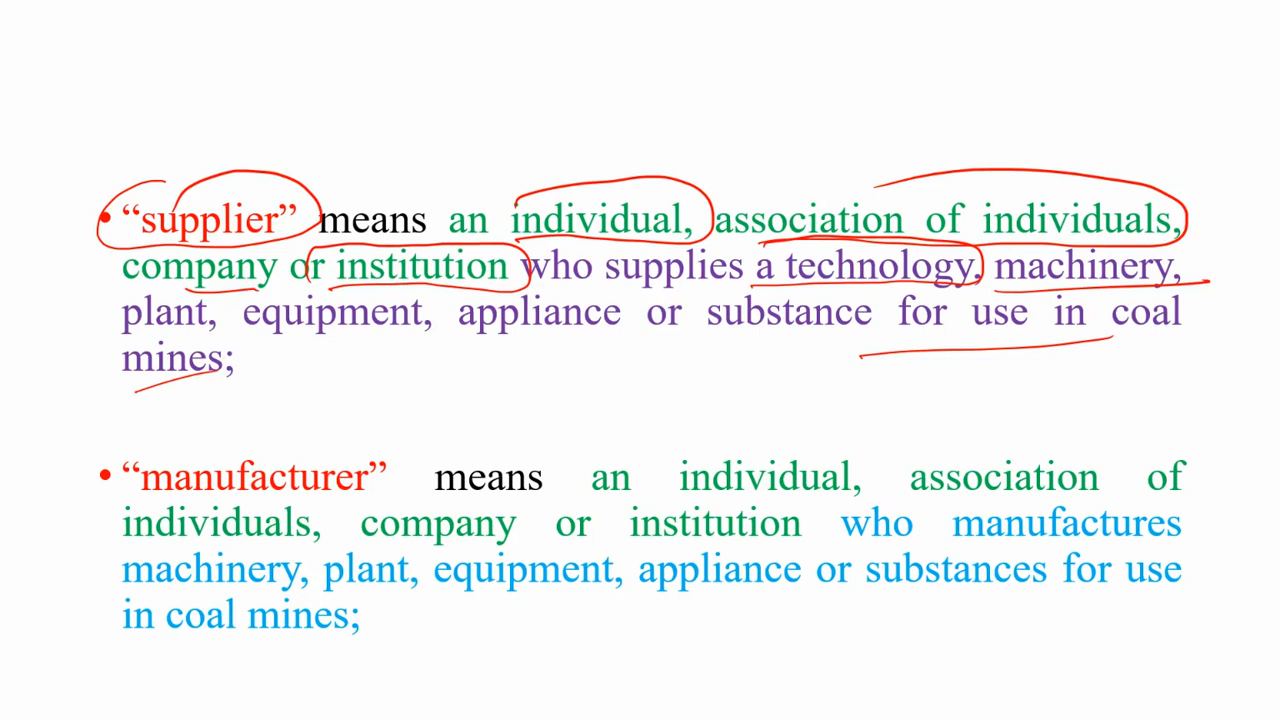 • “supplier” means an individual, association of individuals,
company or institution who supplies a technology, machinery,
plant, equipment, appliance or substance for use in coal
mines;
• “manufacturer” means an individual, association of
individuals, company or institution who manufactures
machinery, plant, equipment, appliance or substances for use
in coal mines;